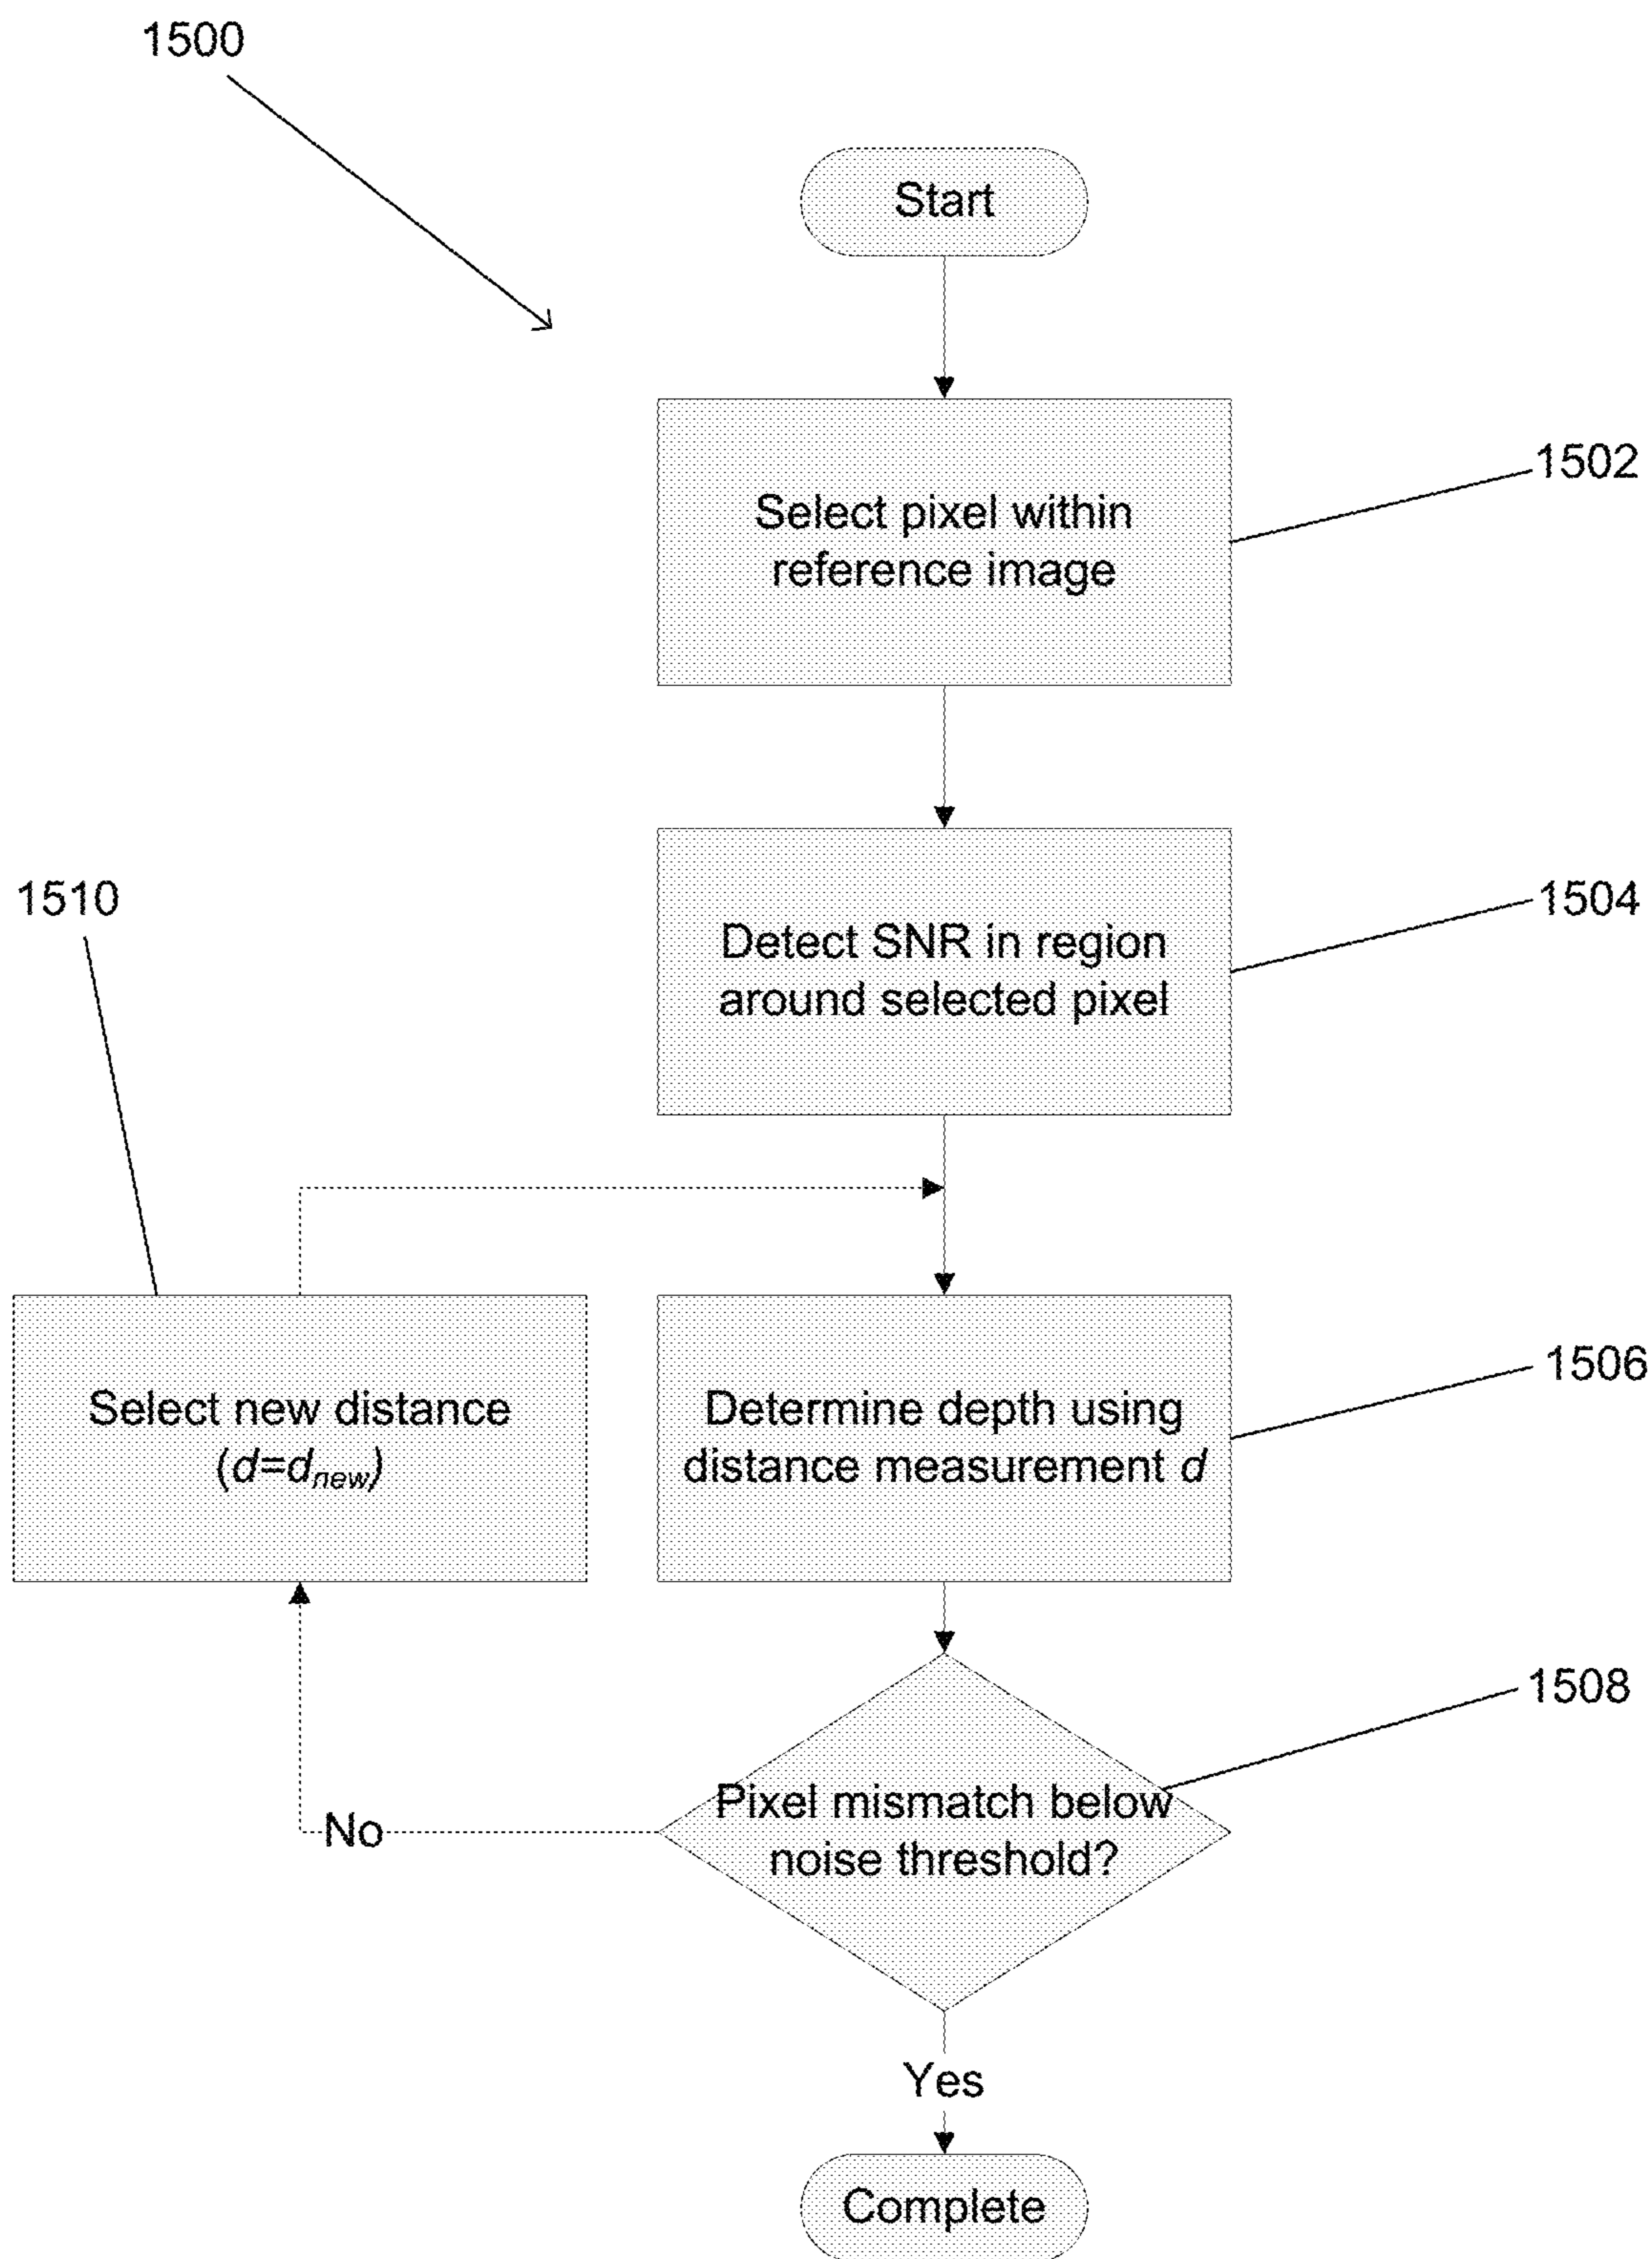 1500
Start
Select pixel within
reference image
1502
Detect SNR in region
around selected pixel
1504
1510
Select new distance
(d=dnew)
Determine depth using
distance measurement d
1506
Pixel mismatch below
noise threshold?
1508
No
Yes
Complete